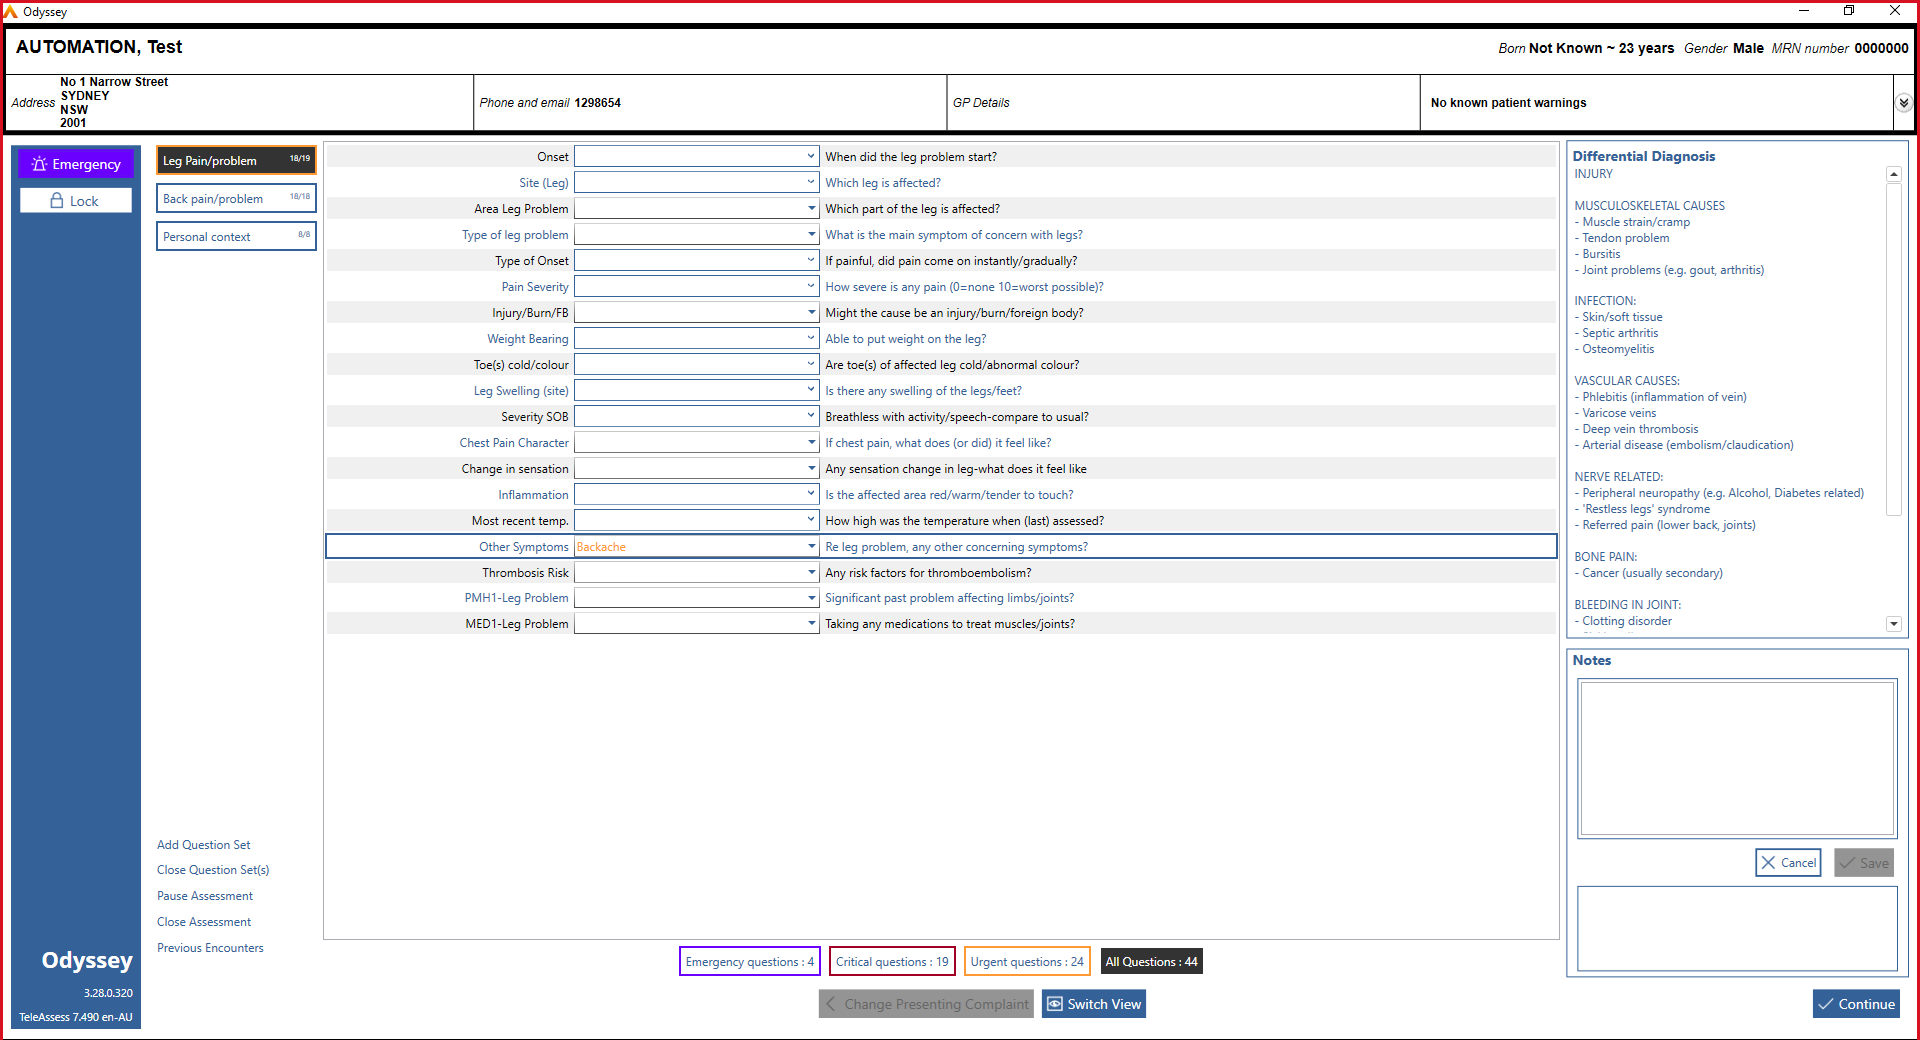 Odyssey
AUTOMATION, Test
Born Not Known ~ 23 years Gender Male MRN number 0000000
Address No 1 Narrow Street
SYDNEY
NSW
2001
Phone and email 1298654
GP Details
No known patient warnings
Emergency
Lock
Leg Pain/problem 18/19
Back pain/problem 18/18
Personal context 8/8
Onset When did the leg problem start?
Site (Leg) Which leg is affected?
Area Leg Problem Which part of the leg is affected?
Type of leg problem What is the main symptom of concern with legs?
Type of Onset If painful, did pain come on instantly/gradually?
Pain Severity How severe is any pain (0=none 10=worst possible)?
Injury/Burn/FB Might the cause be an injury/burn/foreign body?
Weight Bearing Able to put weight on the leg?
Toe(s) cold/colour Are toe(s) of affected leg cold/abnormal colour?
Leg Swelling (site) Is there any swelling of the legs/feet?
Severity SOB Breathless with activity/speech-compare to usual?
Chest Pain Character If chest pain, what does (or did) it feel like?
Change in sensation Any sensation change in leg-what does it feel like
Inflammation Is the affected area red/warm/tender to touch?
Most recent temp. How high was the temperature when (last) assessed?
Other Symptoms Backache Re leg problem, any other concerning symptoms?
Thrombosis Risk Any risk factors for thromboembolism?
PMH1-Leg Problem Significant past problem affecting limbs/joints?
MED1-Leg Problem Taking any medications to treat muscles/joints?
Differential Diagnosis
INJURY
MUSCULOSKELETAL CAUSES
- Muscle strain/cramp
- Tendon problem
- Bursitis
- Joint problems (e.g. gout, arthritis)
INFECTION:
- Skin/soft tissue
- Septic arthritis
- Osteomyelitis
VASCULAR CAUSES:
- Phlebitis (inflammation of vein)
- Varicose veins
- Deep vein thrombosis
- Arterial disease (embolism/claudication)
NERVE RELATED:
- Peripheral neuropathy (e.g. Alcohol, Diabetes related)
- 'Restless legs' syndrome
- Referred pain (lower back, joints)
BONE PAIN:
- Cancer (usually secondary)
BLEEDING IN JOINT:
- Clotting disorder
Notes
Cancel
Save
Add Question Set
Close Question Set(s)
Pause Assessment
Close Assessment
Previous Encounters
Odyssey
3.28.0.320
TeleAssess 7.490 en-AU
Emergency questions : 4
Critical questions : 19
Urgent questions : 24
All Questions : 44
Change Presenting Complaint
Switch View
Continue